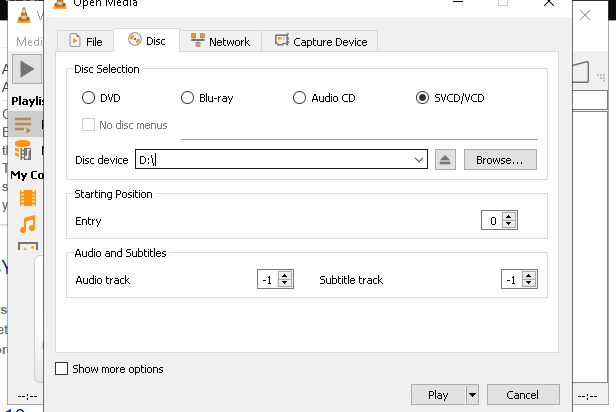 Open Media
Medi
File
Disc
Network
Capture Device
Disc Selection
DVD
Blu-ray
Audio CD
SVCD/VCD
No disc menus
Disc device
D:\
Browse...
Starting Position
Entry
0
Audio and Subtitles
Audio track
-1
Subtitle track
-1
Show more options
Play
Cancel
Playlis
My Co
--:--
--:--